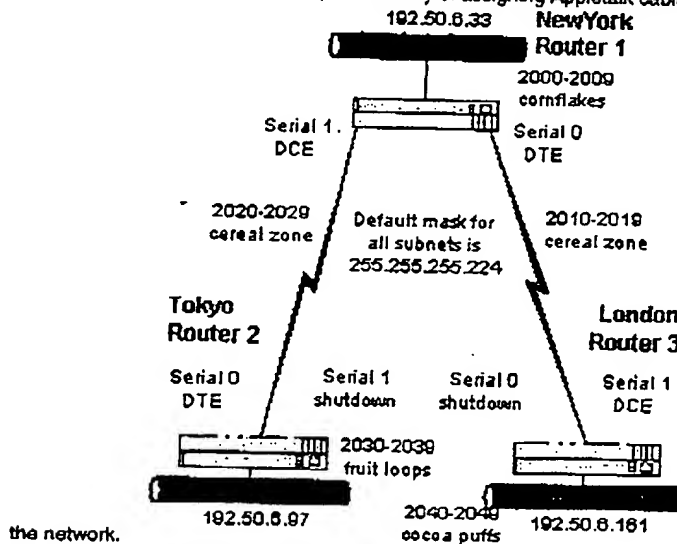 192.50.6.33
NewYork
Router 1
2000-2009
cornflakes
Serial 1.
DCE
Serial 0
DTE
2020-2029
cereal zone
Default mask for
all subnets is
255.255.255.224
2010-2019
cereal zone
Tokyo
Router 2
London
Router 3
Serial 0
DTE
Serial 1
shutdown
Serial 0
shutdown
Serial 1
DCE
2030-2039
fruit loops
192.50.6.97
2040-2049
cocoa puffs
192.50.6.161
the network.